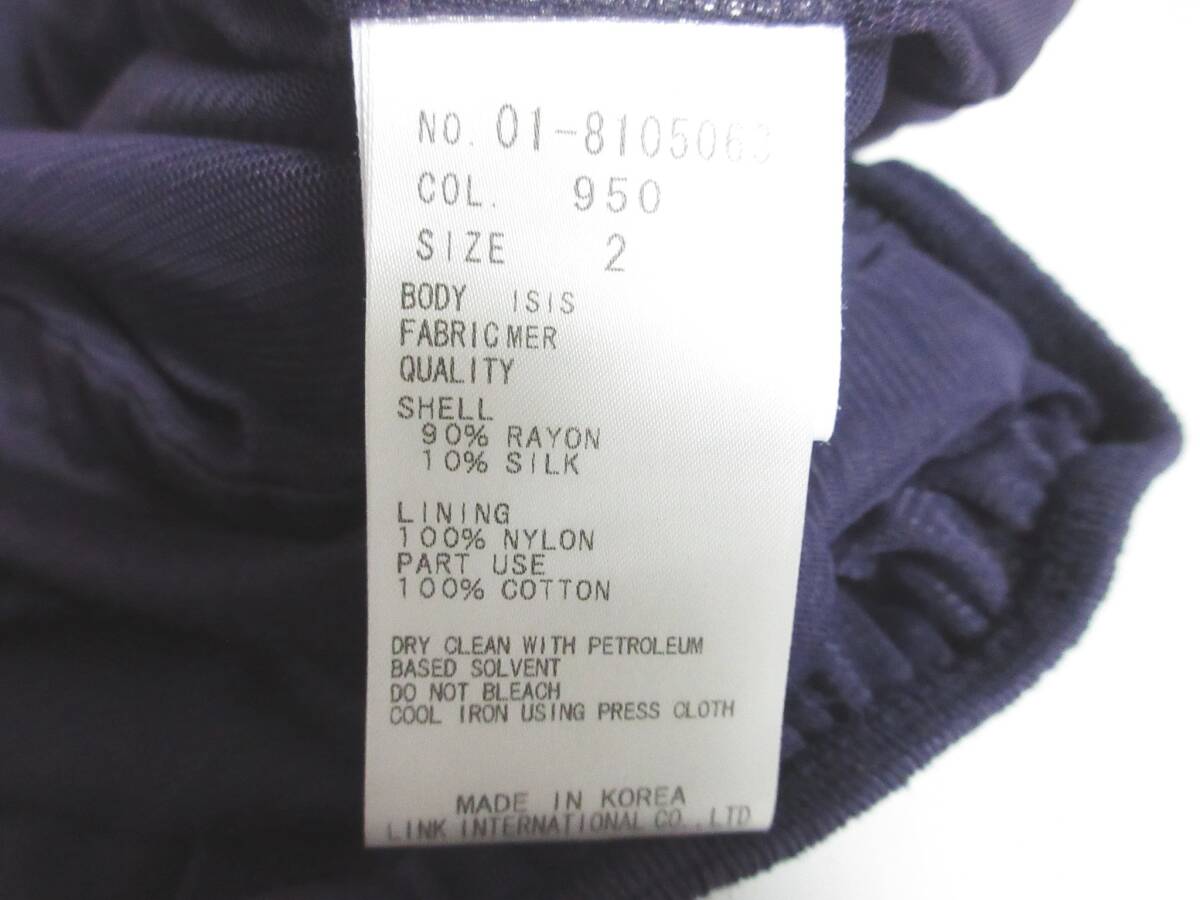 NO. 01-8105063
COL. 950
SIZE 2
BODY ISIS
FABRIC MER
QUALITY
SHELL
90% RAYON
10% SILK
LINING
100% NYLON
PART USE
100% COTTON
DRY CLEAN WITH PETROLEUM
BASED SOLVENT
DO NOT BLEACH
COOL IRON USING PRESS CLOTH
MADE IN KOREA
LINK INTERNATIONAL CO.,LTD